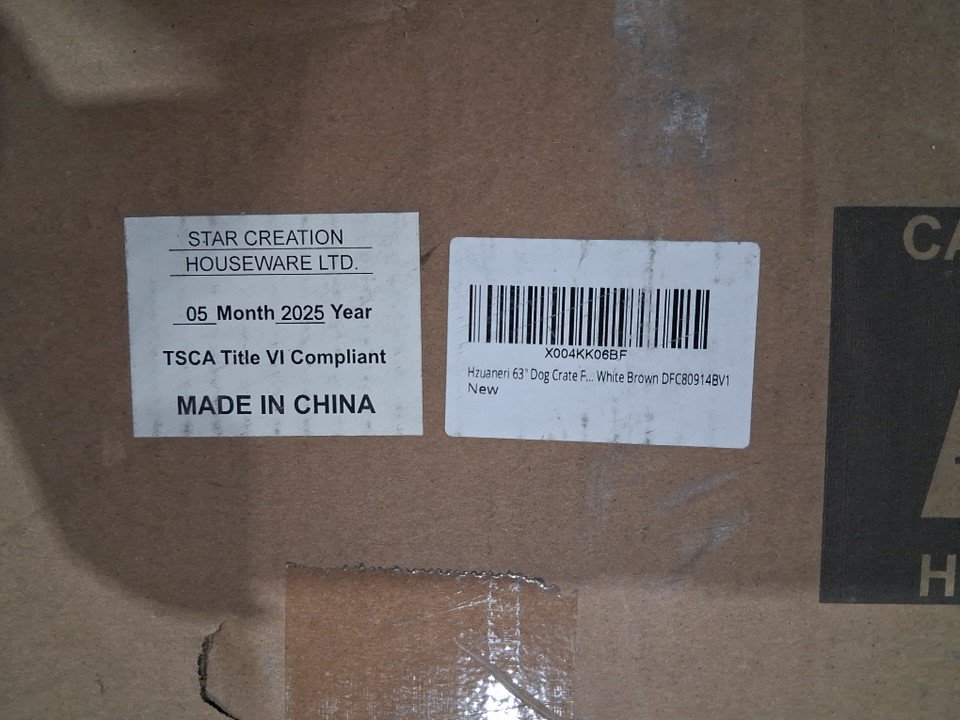 STAR CREATION
HOUSEWARE LTD.
05 Month 2025 Year
TSCA Title VI Compliant
MADE IN CHINA
X004KK06BF
Hzuaneri 63" Dog Crate F... White Brown DFC80914BV1
New
CA
H